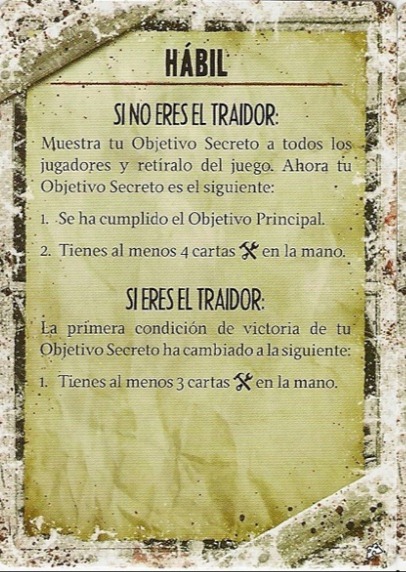 HÁBIL
SI NO ERES EL TRAIDOR:
Muestra tu Objetivo Secreto a todos los
jugadores y retíralo del juego. Ahora tu
Objetivo Secreto es el siguiente:
1. Se ha cumplido el Objetivo Principal.
2. Tienes al menos 4 cartas en la mano.
SI ERES EL TRAIDOR:
La primera condición de victoria de tu
Objetivo Secreto ha cambiado a la siguiente:
1. Tienes al menos 3 cartas en la mano.